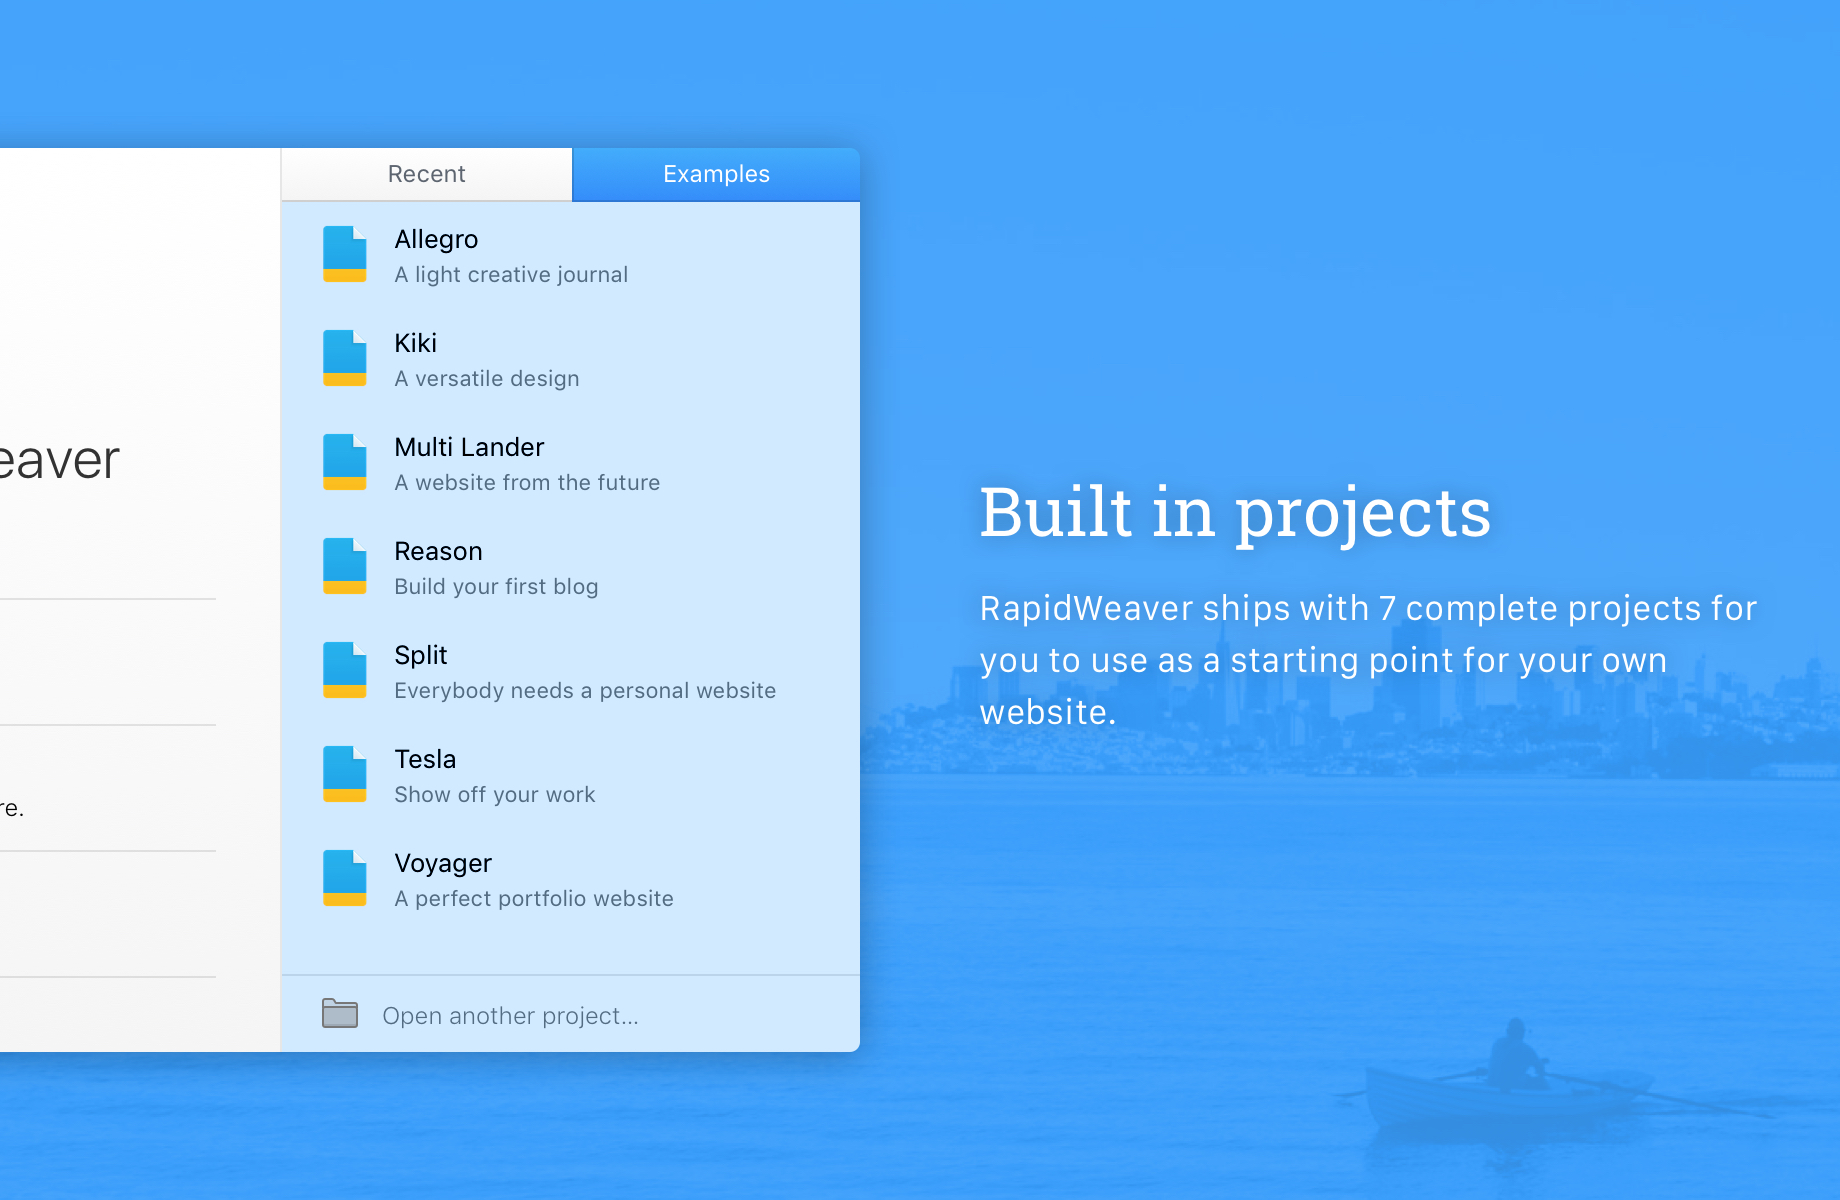 eaver
re.
Recent
Examples
Allegro
A light creative journal
Kiki
A versatile design
Multi Lander
A website from the future
Reason
Build your first blog
Split
Everybody needs a personal website
Tesla
Show off your work
Voyager
A perfect portfolio website
Open another project...
Built in projects
RapidWeaver ships with 7 complete projects for
you to use as a starting point for your own
website.